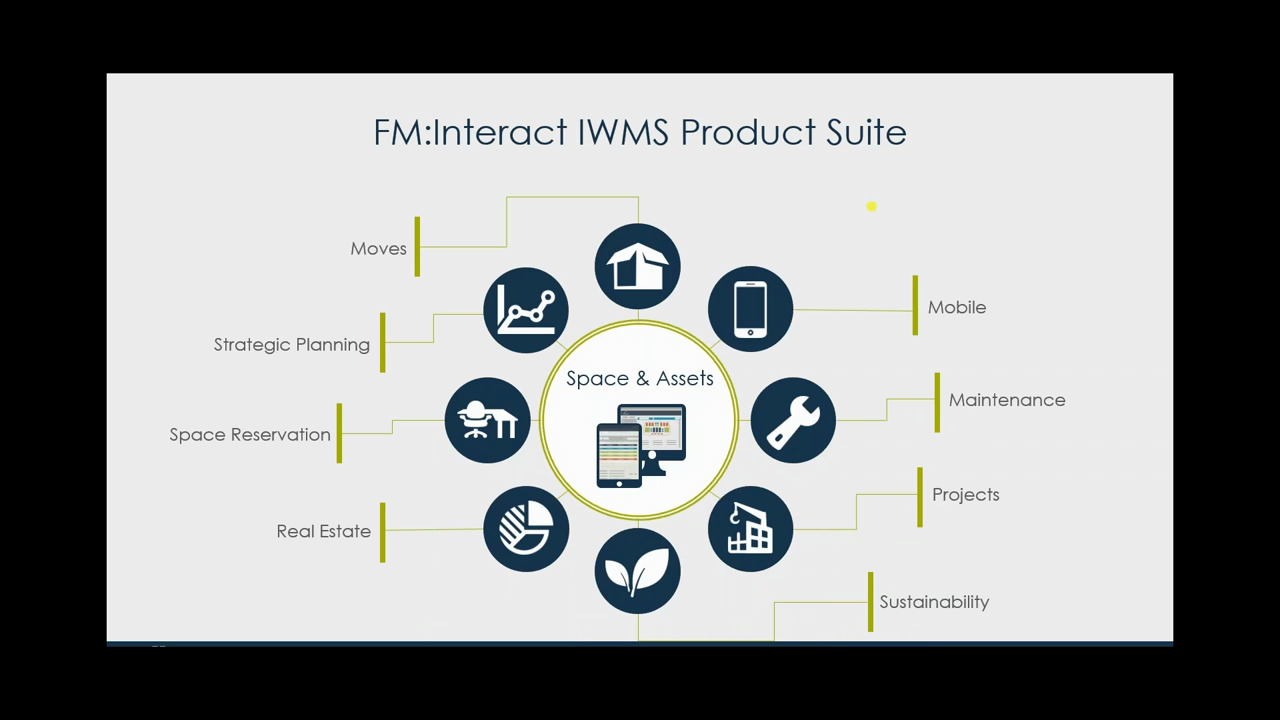 FM:Interact IWMS Product Suite
Moves
Strategic Planning
Space Reservation
Real Estate
Space & Assets
Mobile
Maintenance
Projects
Sustainability